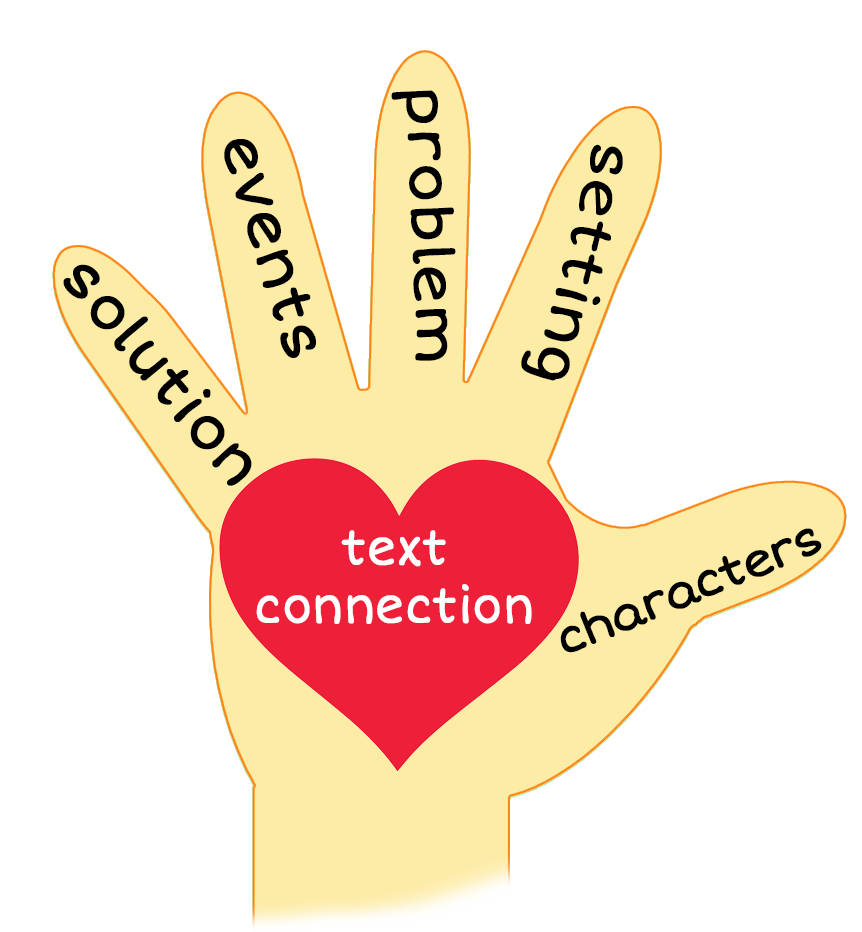 solution
events
problem
setting
characters
text
connection